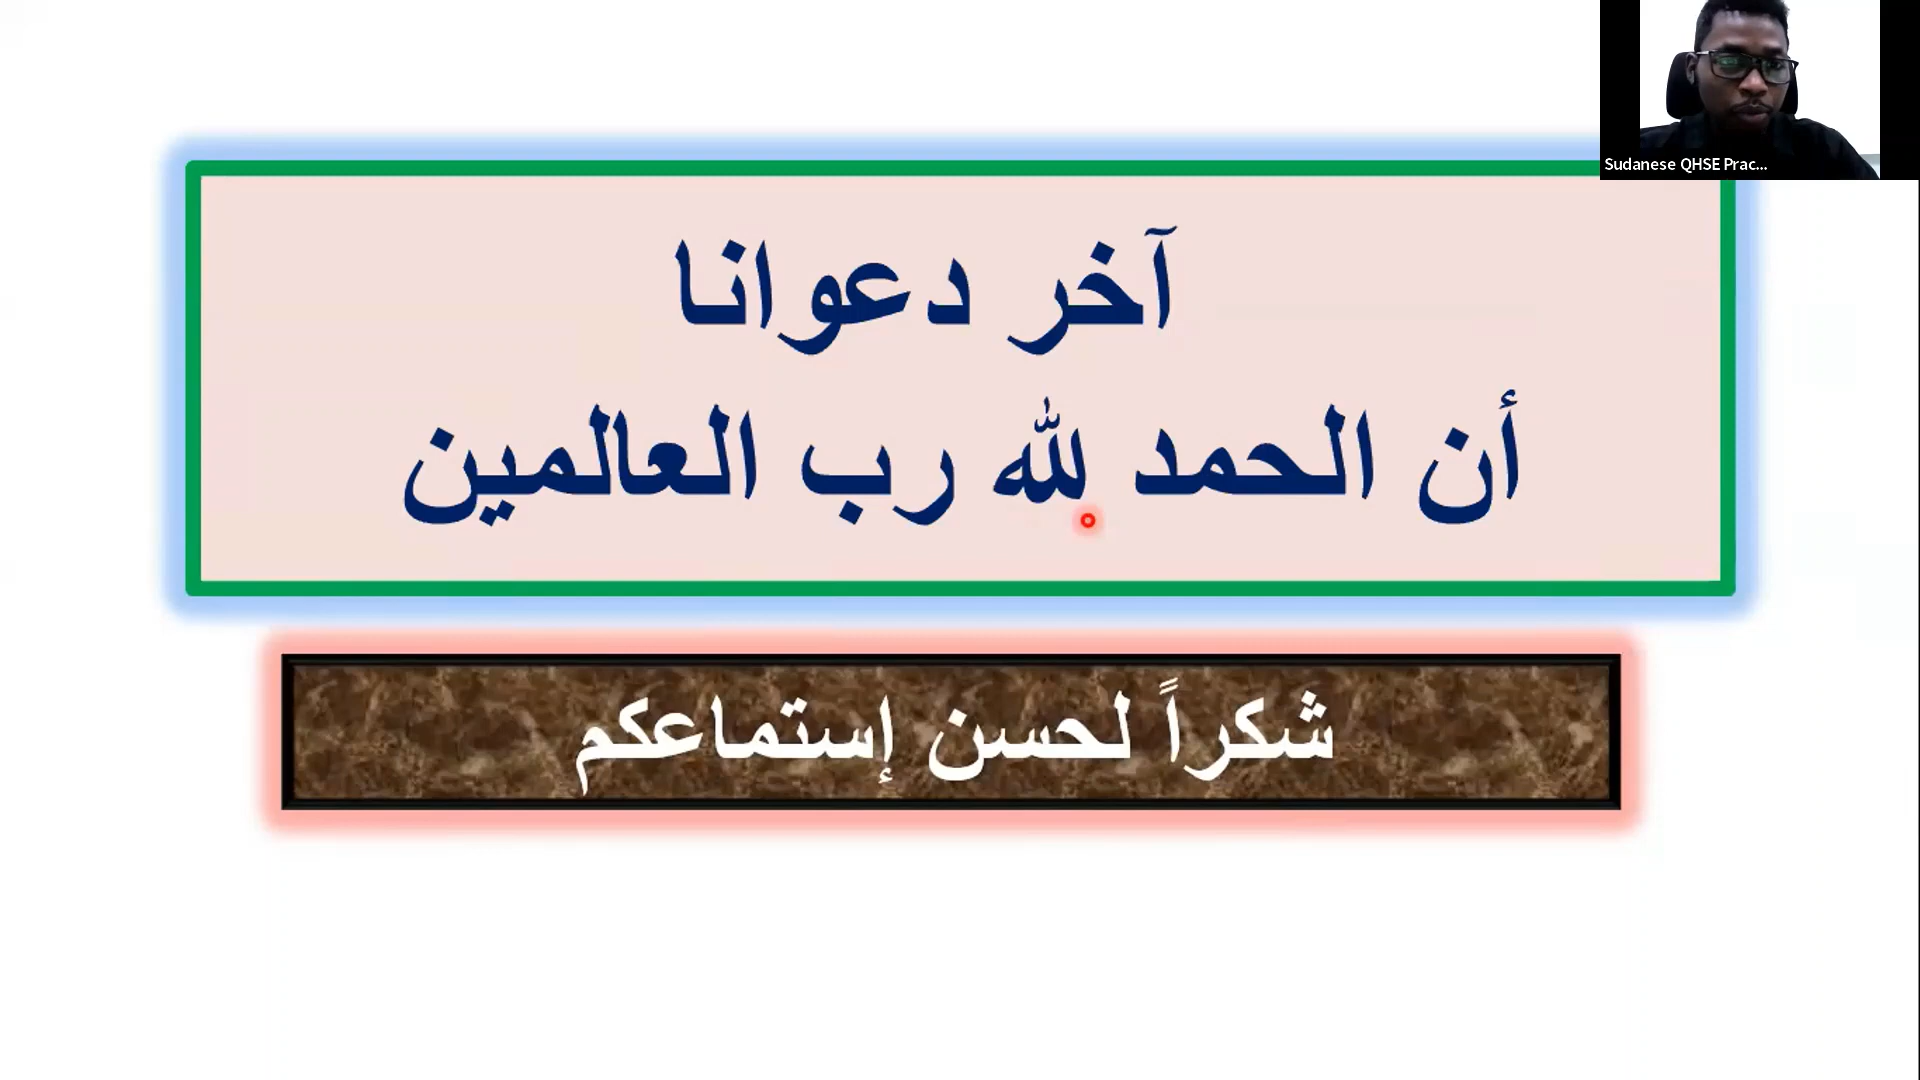 Sudanese QHSE Prac...
آخر دعوانا
أن الحمد لله رب العالمين
شكراً لحسن إستماعكم